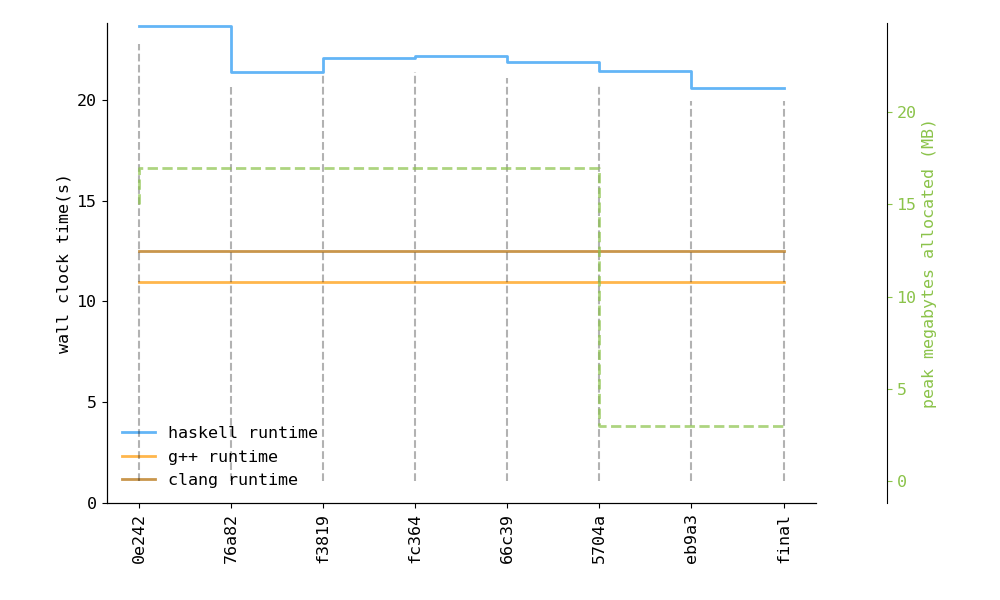 wall clock time(s)
20
15
10
5
0
haskell runtime
g++ runtime
clang runtime
0e242
76a82
f3819
fc364
66c39
5704a
eb9a3
final
20
15
10
5
0
peak megabytes allocated (MB)